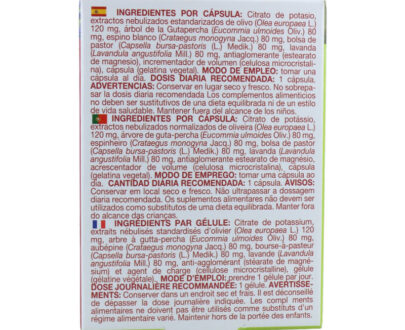 INGREDIENTES POR CÁPSULA: Citrato de potasio,
extractos nebulizados estandarizados de olivo (Olea europaea L.)
120 mg, árbol de la Gutapercha (Eucommia ulmoides Oliv.) 80 mg,
espino blanco (Crataegus monogyna Jacq.) 80 mg, bolsa de
pastor (Capsella bursa-pastoris (L.) Medik.) 80 mg, lavanda
(Lavandula angustifolia Mill.) 80 mg, antiaglomerante (estearato
de magnesio), incrementador de volumen (celulosa microcristali-
na), cápsula (gelatina vegetal). MODO DE EMPLEO: tomar una
cápsula al día. DOSIS DIARIA RECOMENDADA: 1 cápsula.
ADVERTENCIAS: Conservar en lugar seco y fresco. No sobrepa-
sar la dosis diaria recomendada Los complementos alimenticios
no deben ser sustitutivos de una dieta equilibrada ni de un estilo
de vida saludable. Mantener fuera del alcance de los niños.
INGREDIENTES POR CÁPSULA: Citrato de potássio,
extratos nebulizados normalizados de oliveira (Olea europaea L.)
120 mg, árvore de guta-percha (Eucommia ulmoides Oliv.) 80 mg,
espinheiro (Crataegus monogyna Jacq.) 80 mg, bolsa de
pastor (Capsella bursa-pastoris (L.) Medik.) 80 mg, lavanda (Lavandula
angustifolia Mill.) 80 mg, antiaglomerante estearato de magnésio,
acrescentador de volume (celulosa microcristalina), cápsula
(gelatina vegetal). MODO DE EMPREGO: tomar uma cápsula ao
dia. CANTIDAD DIÁRIA RECOMENDADA: 1 cápsula. AVISOS:
Conservar em local seco e fresco. Não ultrapassar a dosagem
diaria recomendada. Os suplementos alimentares não devem ser
utilizados como substitutos de uma dieta equilibrada. Manter fora
do alcance das crianças.
INGRÉDIENTS PAR GÉLULE: Citrate de potassium,
extraits nébulisés standardisés d'olivier (Olea europaea L.)
120 mg, arbre à gutta-percha (Eucommia ulmoides Oliv.) 80 mg,
aubépine (Crataegus monogyna Jacq.) 80 mg, bourse-à-pasteur
(Capsella bursa-pastoris (L.) Medik.) 80 mg, lavande (Lavandula
angustifolia Mill.) 80 mg, anti-agglomérant (stéarate de magné-
sium) et agent de charge (cellulose microcristalline), gélule
(gélatine végétale). MODE D'EMPLOI: prendre 1 gélule par jour.
DOSE JOURNALIÈRE RECOMMANDÉE: 1 gélule. AVERTISSE-
MENTS: Conserver dans un endroit sec et frais. Il est déconseillé
de dépasser la dose journalière indiquée. Les compl ments
alimentaires ne doivent pas être utilisés comme substituts d'un
régime alimentaire varié. Maintenir hors de la portée des enfants.